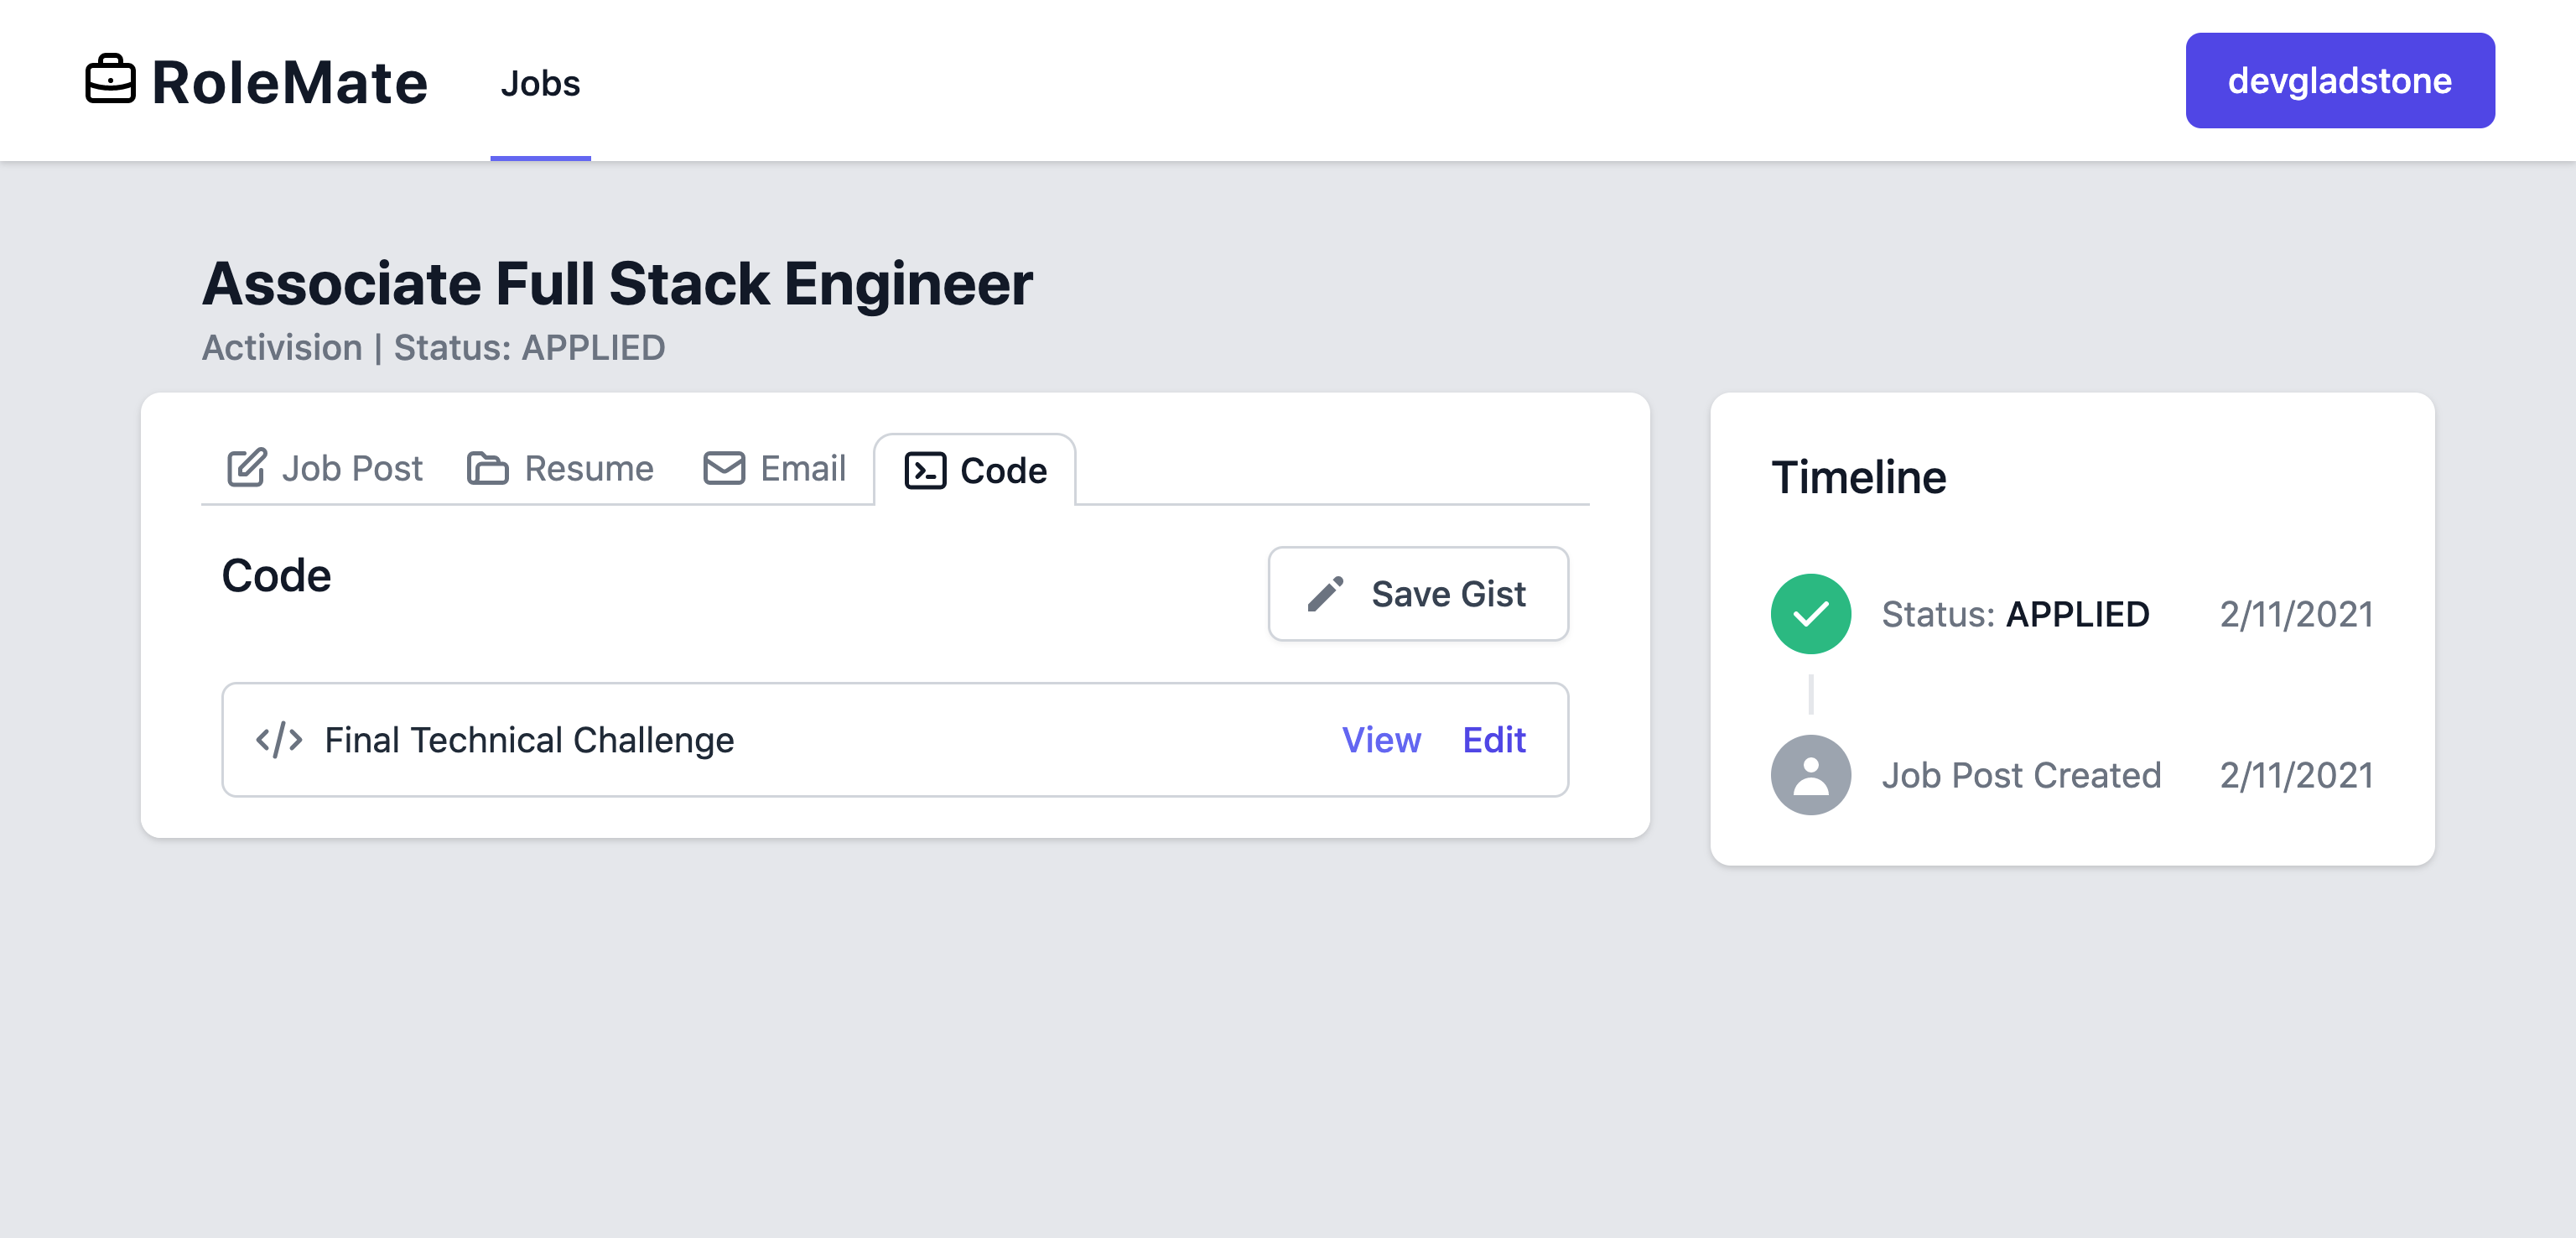 RoleMate
Jobs
devgladstone
Associate Full Stack Engineer
Activision | Status: APPLIED
Job Post
Resume
Email
Code
Code
Save Gist
Final Technical Challenge
View
Edit
Timeline
Status: APPLIED 2/11/2021
Job Post Created 2/11/2021